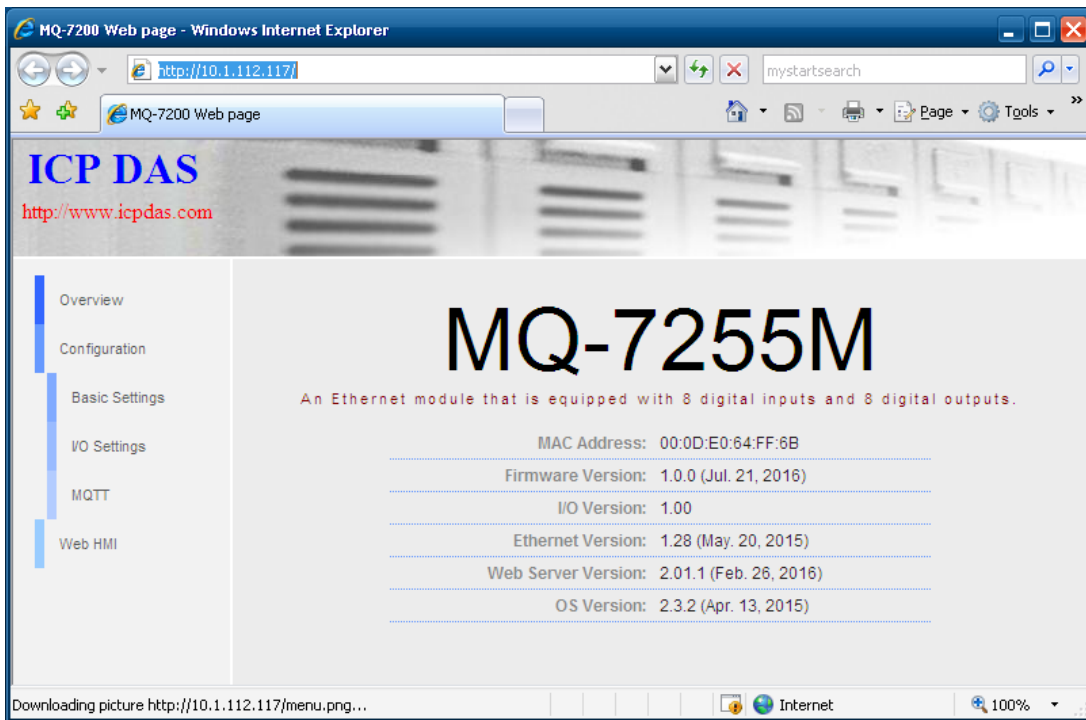 MQ-7200 Web page - Windows Internet Explorer
http://10.1.112.117/
mystartsearch
MQ-7200 Web page
Page
Tools
»
ICP DAS
http://www.icpdas.com
Overview
Configuration
Basic Settings
I/O Settings
MQTT
Web HMI
MQ-7255M
An Ethernet module that is equipped with 8 digital inputs and 8 digital outputs.
MAC Address: 00:0D:E0:64:FF:6B
Firmware Version: 1.0.0 (Jul. 21, 2016)
I/O Version: 1.00
Ethernet Version: 1.28 (May. 20, 2015)
Web Server Version: 2.01.1 (Feb. 26, 2016)
OS Version: 2.3.2 (Apr. 13, 2015)
Downloading picture http://10.1.112.117/menu.png...
Internet
100%